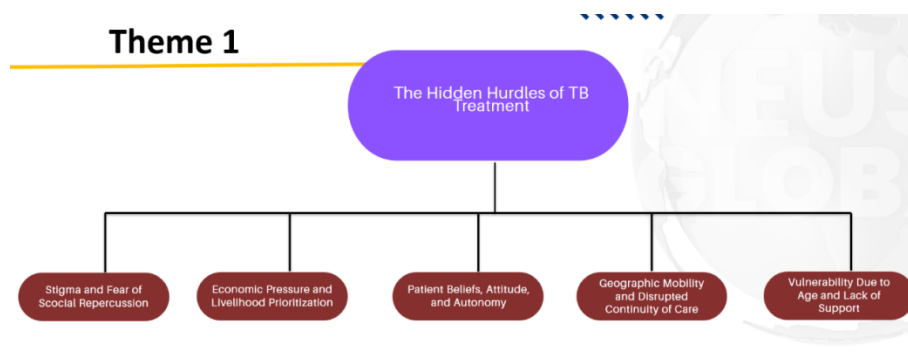 Theme 1
The Hidden Hurdles of TB
Treatment
NEUS
GLOB
Stigma and Fear of
Scocial Repercussion
Economic Pressure and
Livelihood Prioritization
Patient Beliefs, Attitude,
and Autonomy
Geographic Mobility
and Disrupted
Continuity of Care
Vulnerability Due to
Age and Lack of
Support